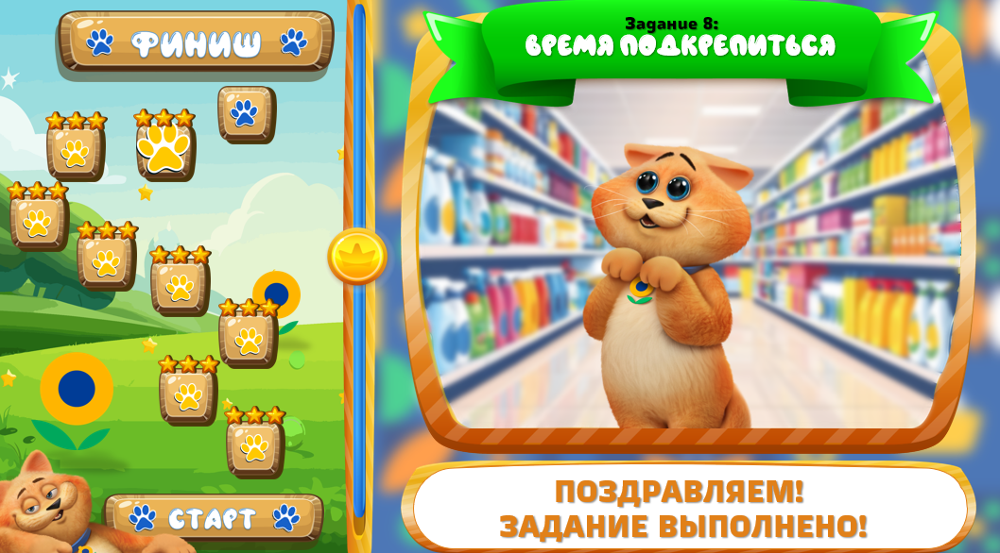 ФИНИШ
СТАРТ
Задание 8:
ВРЕМЯ ПОДКРЕПИТЬСЯ
ПОЗДРАВЛЯЕМ!
ЗАДАНИЕ ВЫПОЛНЕНО!